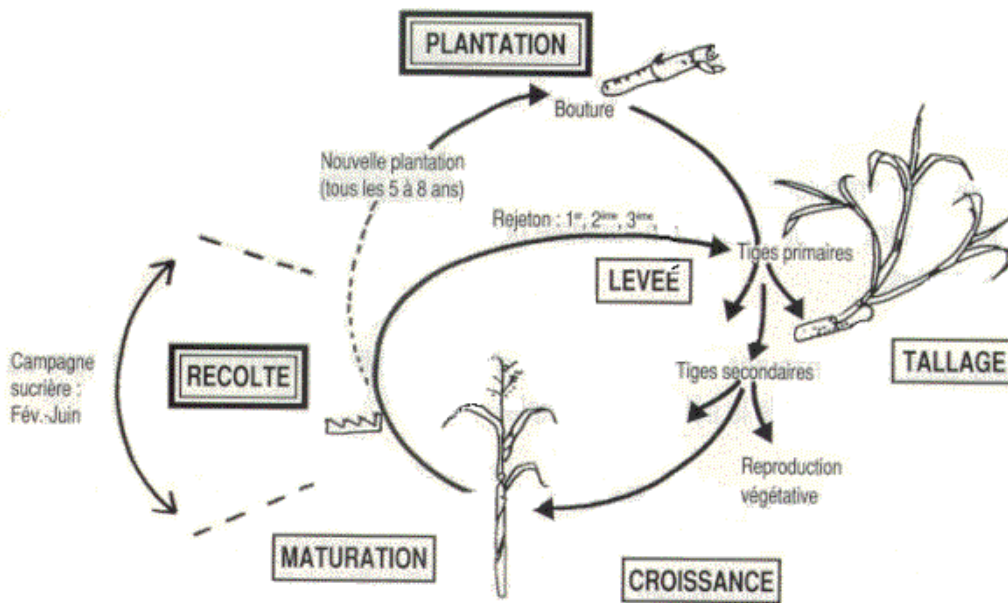 PLANTATION
Bouture
Nouvelle plantation
(tous les 5 à 8 ans)
Rejeton : 1er, 2ème, 3ème,
Tiges primaires
LEVEÉ
TALLAGE
Campagne
sucrière :
Fév.-Juin
RECOLTE
Tiges secondaires
Reproduction
végétative
MATURATION
CROISSANCE